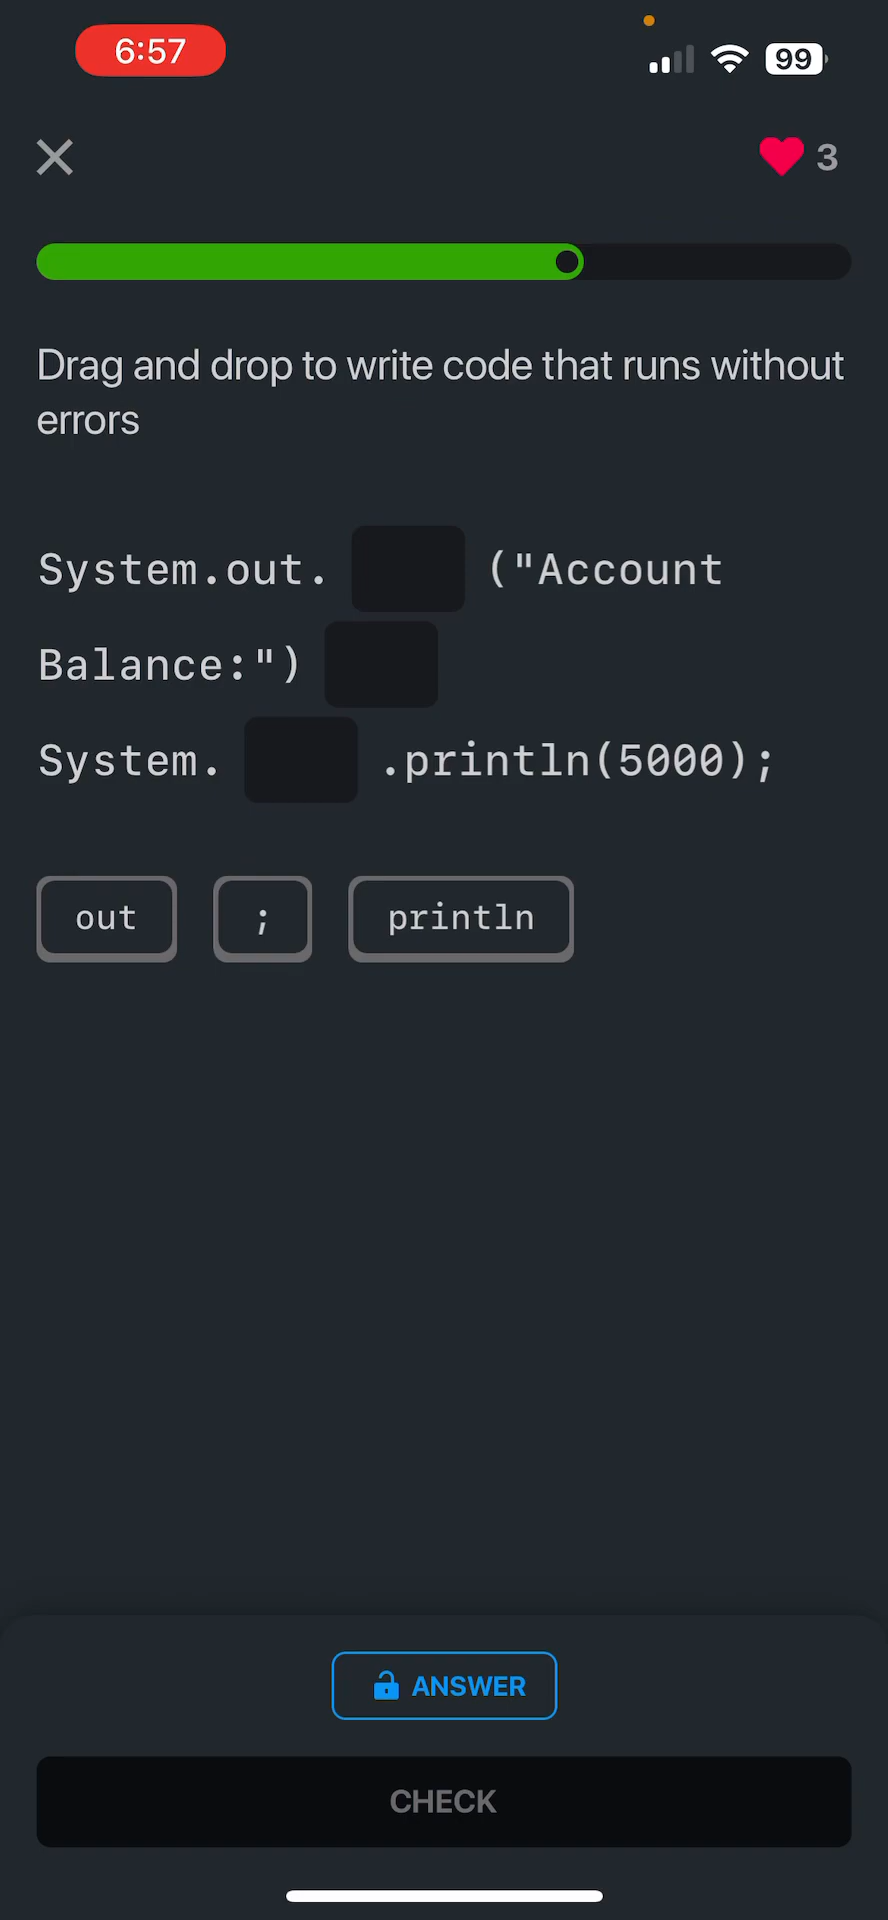 6:57
99
3
Drag and drop to write code that runs without
errors
System.out. ("Account
Balance:")
System. .println(5000);
out ; println
ANSWER
CHECK